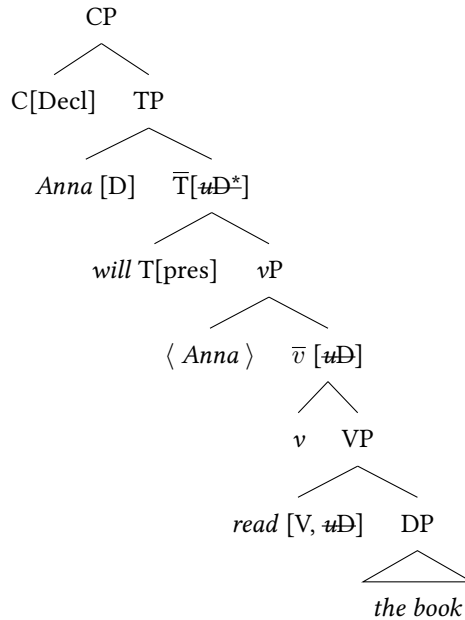 CP
C[Decl] TP
Anna [D] T̅[uD*]
will T[pres] vP
⟨ Anna ⟩ v̅ [uD]
v VP
read [V, uD] DP
the book